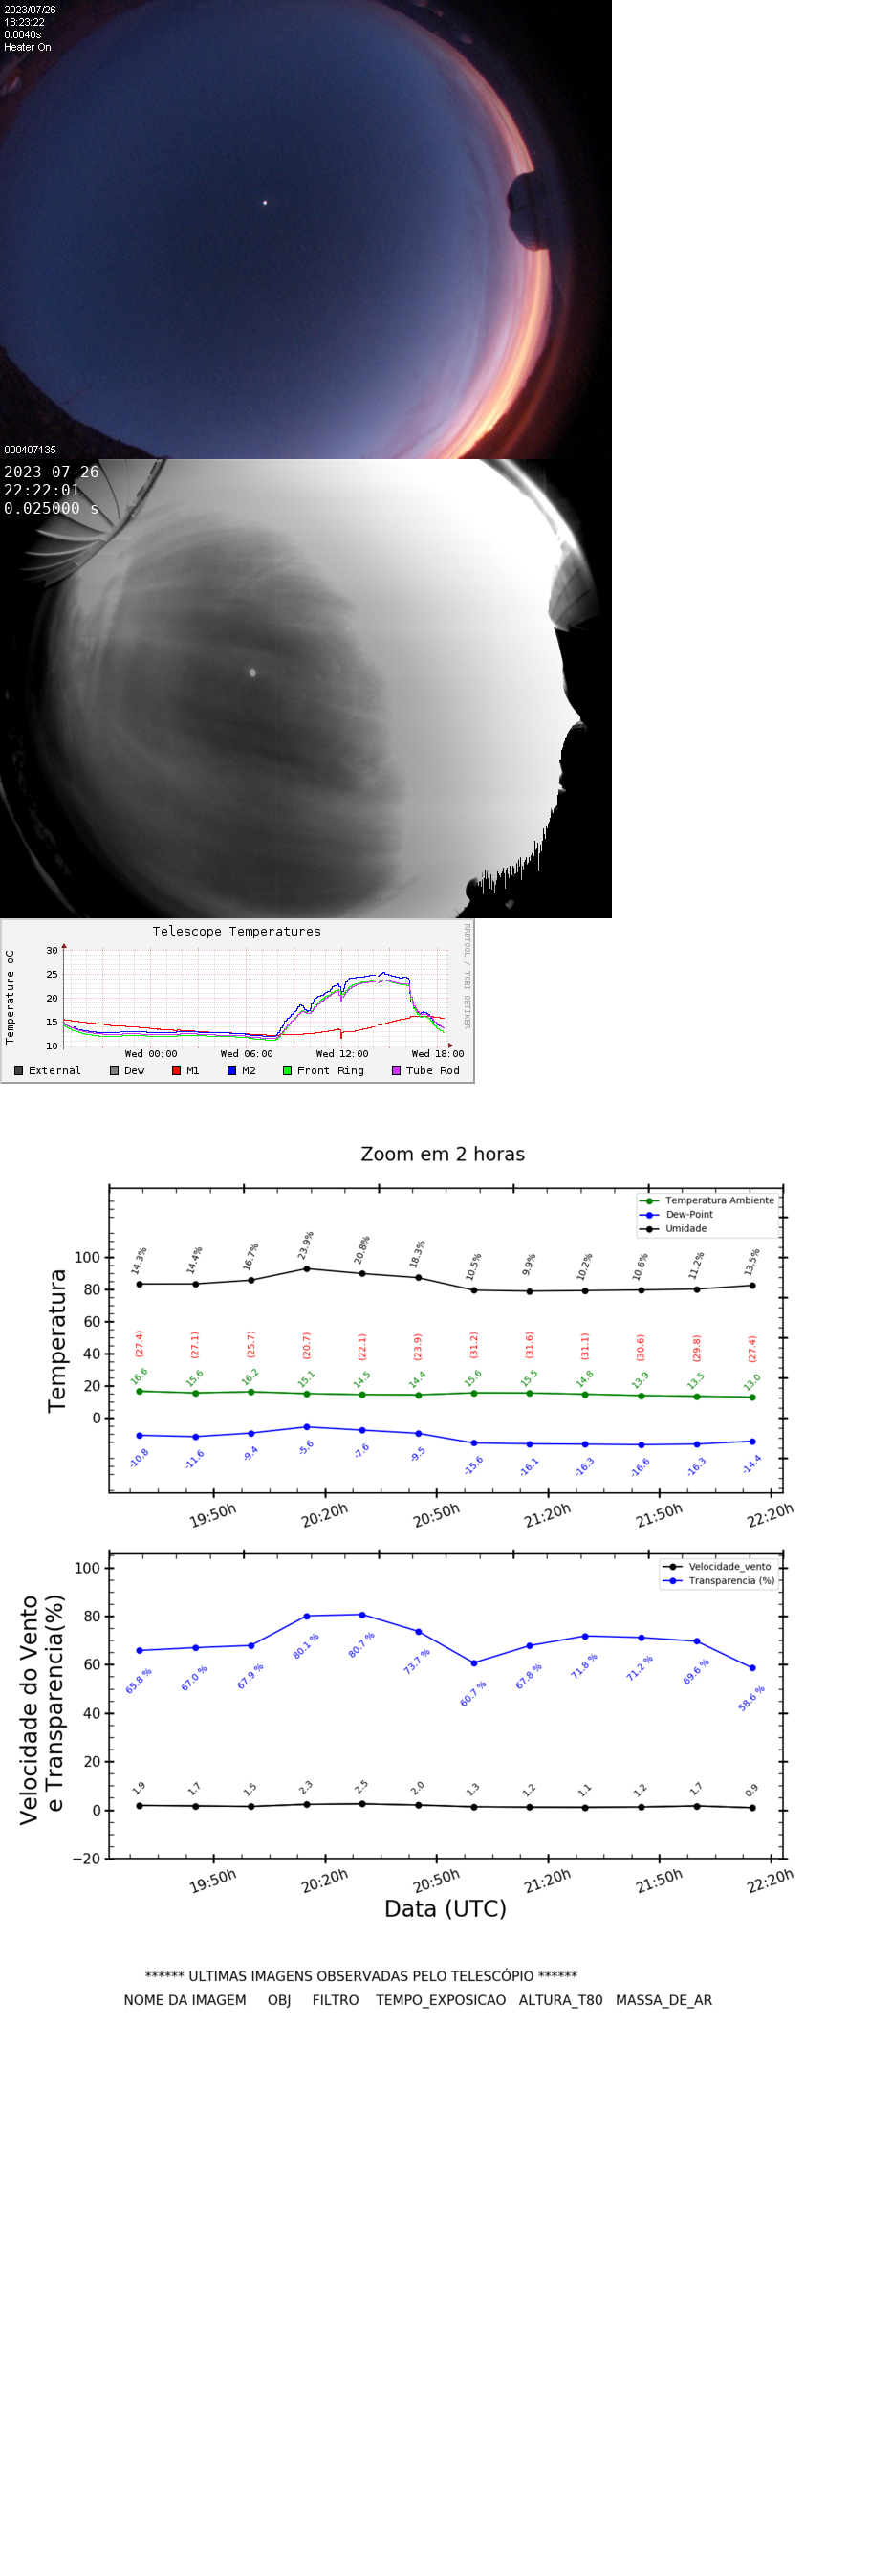 2023/07/26
18:23:22
0.0040s
Heater On
000407135
2023-07-26
22:22:01
0.025000 s
Telescope Temperatures
RRDTOOL / TOBI OETIKER
Temperature oC
30
25
20
15
10
Wed 00:00 Wed 06:00 Wed 12:00 Wed 18:00
External Dew M1 M2 Front Ring Tube Rod
Zoom em 2 horas
Temperatura
Temperatura Ambiente
Dew-Point
Umidade
100
80
60
40
20
0
14.3% 14.4% 16.7% 23.9% 20.8% 18.3% 10.5% 9.9% 10.2% 10.6% 11.2% 13.5%
(27.4) (27.1) (25.7) (20.7) (22.1) (23.9) (31.2) (31.6) (31.1) (30.6) (29.8) (27.4)
16.6 15.6 16.2 15.1 14.5 14.4 15.6 15.5 14.8 13.9 13.5 13.0
-10.8 -11.6 -9.4 -5.6 -7.6 -9.5 -15.6 -16.1 -16.3 -16.6 -16.3 -14.4
19:50h 20:20h 20:50h 21:20h 21:50h 22:20h
Velocidade do Vento
e Transparencia(%)
Velocidade_vento
Transparencia (%)
100
80
60
40
20
0
−20
65.8 % 67.0 % 67.9 % 80.1 % 80.7 % 73.7 % 60.7 % 67.8 % 71.8 % 71.2 % 69.6 % 58.6 %
1.9 1.7 1.5 2.3 2.5 2.0 1.3 1.2 1.1 1.2 1.7 0.9
19:50h 20:20h 20:50h 21:20h 21:50h 22:20h
Data (UTC)
****** ULTIMAS IMAGENS OBSERVADAS PELO TELESCÓPIO ******
NOME DA IMAGEM OBJ FILTRO TEMPO_EXPOSICAO ALTURA_T80 MASSA_DE_AR